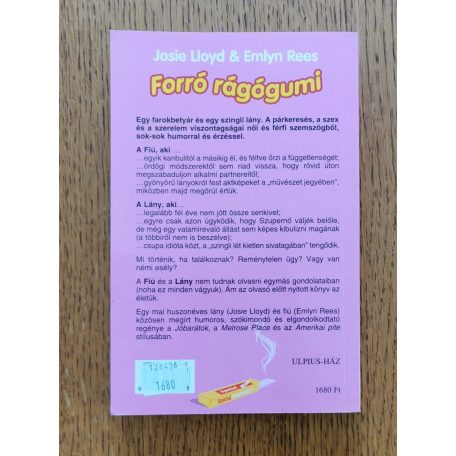 Josie Lloyd & Emlyn Rees
Forró rágógumi
Egy farokbetyár és egy szingli lány. A párkeresés, a szex
és a szerelem viszontagságai női és férfi szemszögből,
sok-sok humorral és érzéssel.
A Fiú, aki ...
...egyik kanbulitól a másikig él, és féltve őrzi a függetlenségét;
...ördögi módszerektől sem riad vissza, hogy rövid úton
megszabaduljon alkalmi partnereitől;
...gyönyörű lányokról fest aktképeket a „művészet jegyében”,
miközben majd megőrül értük.
A Lány, aki...
...legalább fél éve nem jött össze senkivel;
...egyre csak azon ügyködik, hogy Szupernő váljék belőle,
de még egy valamirevaló állást sem képes kibulizni magának
(a többiről nem is beszélve);
...csupa idióta közt, a „szingli lét kietlen sivatagában” tengődik.
Mi történik, ha találkoznak? Reménytelen ügy? Vagy van
némi esély?
A Fiú és a Lány nem tudnak olvasni egymás gondolataiban
(noha ez minden vágyuk). Ám az olvasó előtt nyitott könyv az
életük.
Egy mai huszonéves lány (Josie Lloyd) és fiú (Emlyn Rees)
közösen megírt humoros, szókimondó és elgondolkodtató
regénye a Jóbarátok, a Melrose Place és az Amerikai pite
stílusában.
126436
1680
ULPIUS-HÁZ
1680 Ft